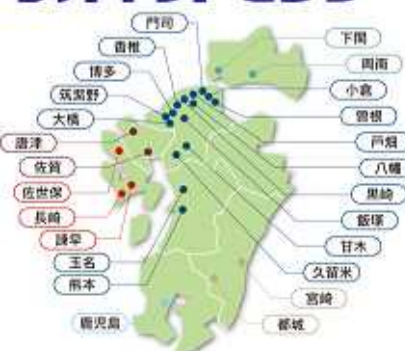 門司
下関
香椎
周南
博多
小倉
筑紫野
曽根
大橋
戸畑
唐津
八幡
佐賀
黒崎
佐世保
飯塚
長崎
甘木
諫早
久留米
玉名
宮崎
熊本
鹿児島
都城